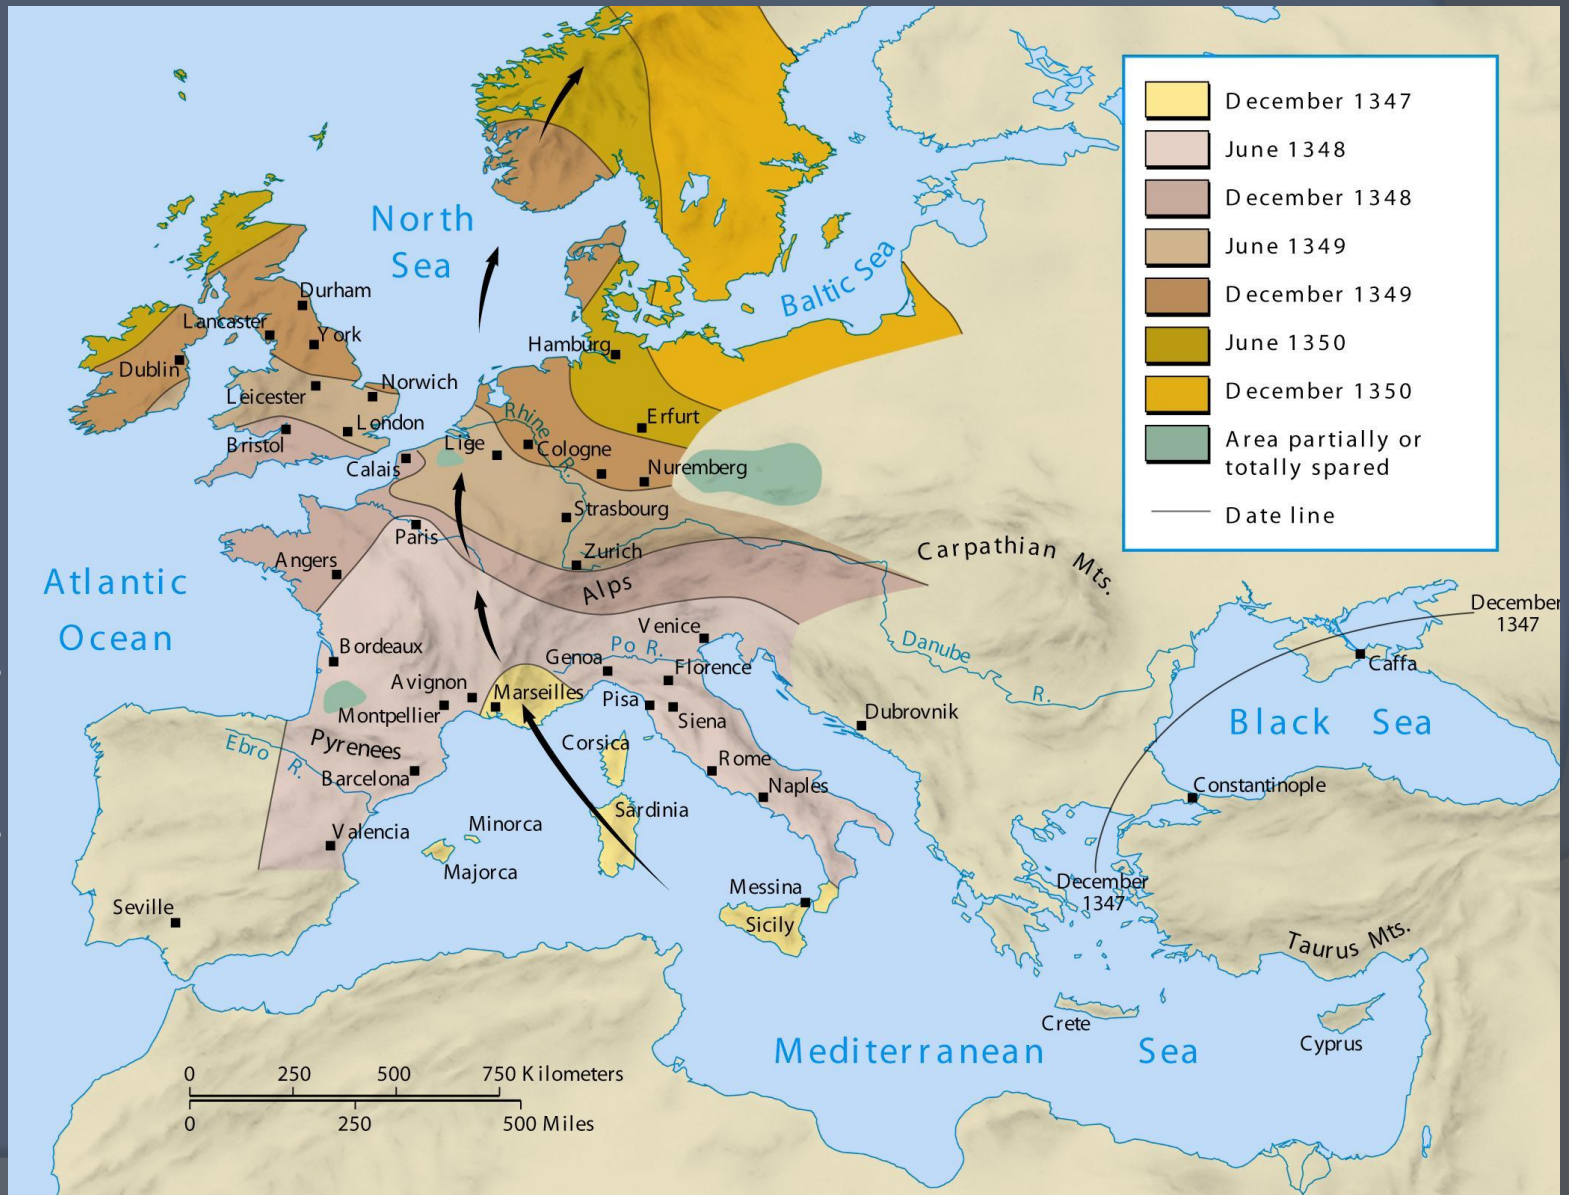 December 1347
June 1348
December 1348
June 1349
December 1349
June 1350
December 1350
Area partially or
totally spared
Date line
North
Sea
Baltic Sea
Durham
Lancaster
York
Dublin
Hamburg
Norwich
Leicester
London
Bristol
Calais
Rhine
R.
Lige
Cologne
Erfurt
Nuremberg
Strasbourg
Paris
Zurich
Angers
Alps
Carpathian Mts.
Atlantic
Ocean
Bordeaux
Venice
Po R.
Genoa
Florence
Danube
R.
December
1347
Caffa
Avignon
Marseilles
Pisa
Siena
Montpellier
Dubrovnik
Black Sea
Ebro
R.
Pyrenees
Corsica
Rome
Barcelona
Naples
Constantinople
Sardinia
Minorca
Valencia
Majorca
December
1347
Messina
Sicily
Seville
Taurus Mts.
Crete
Cyprus
Mediterranean Sea
0 250 500 750 Kilometers
0 250 500 Miles